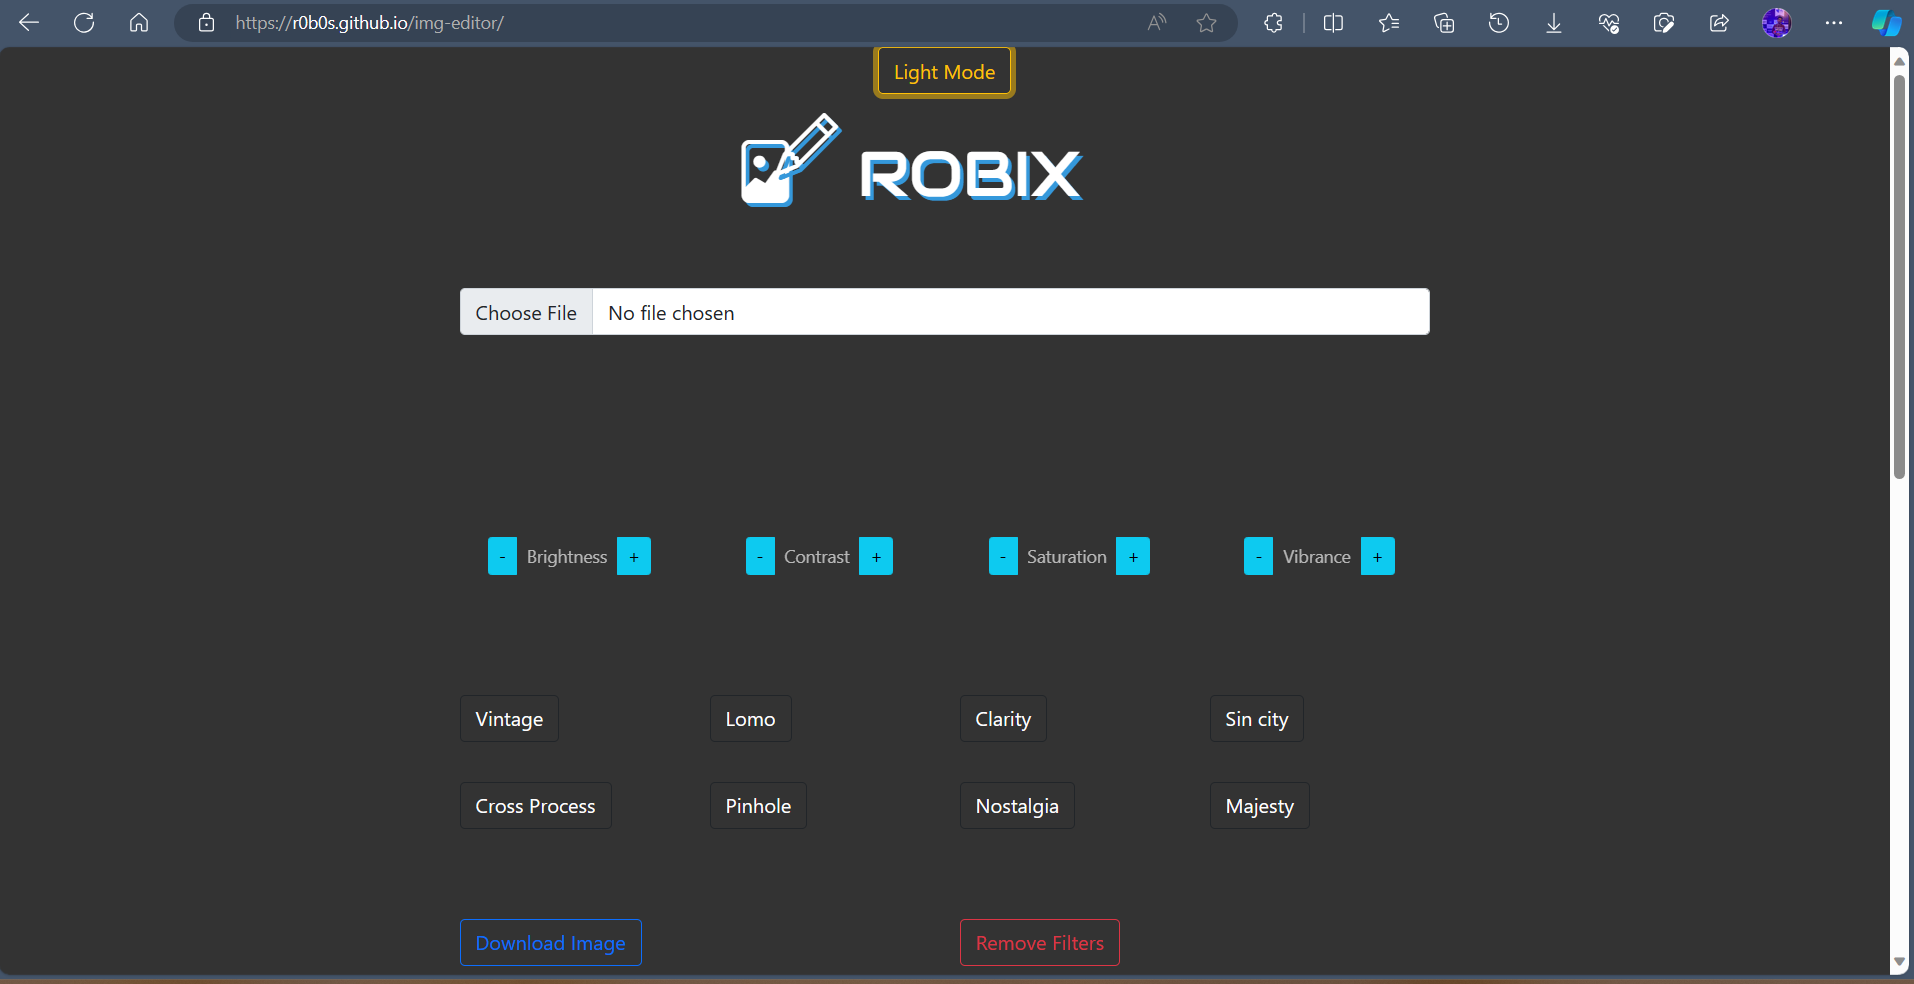 https://r0b0s.github.io/img-editor/
Light Mode
ROBIX
Choose File No file chosen
- Brightness + - Contrast + - Saturation + - Vibrance +
Vintage Lomo Clarity Sin city
Cross Process Pinhole Nostalgia Majesty
Download Image Remove Filters